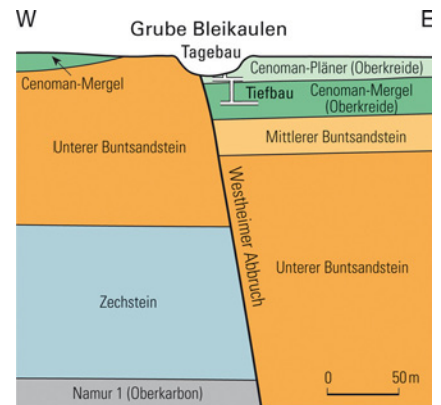 W
E
Grube Bleikaulen
Tagebau
Cenoman-Pläner (Oberkreide)
Cenoman-Mergel
Tiefbau
Cenoman-Mergel
(Oberkreide)
Mittlerer Buntsandstein
Unterer Buntsandstein
Westheimer Abbruch
Unterer Buntsandstein
Zechstein
Namur 1 (Oberkarbon)
0 50 m